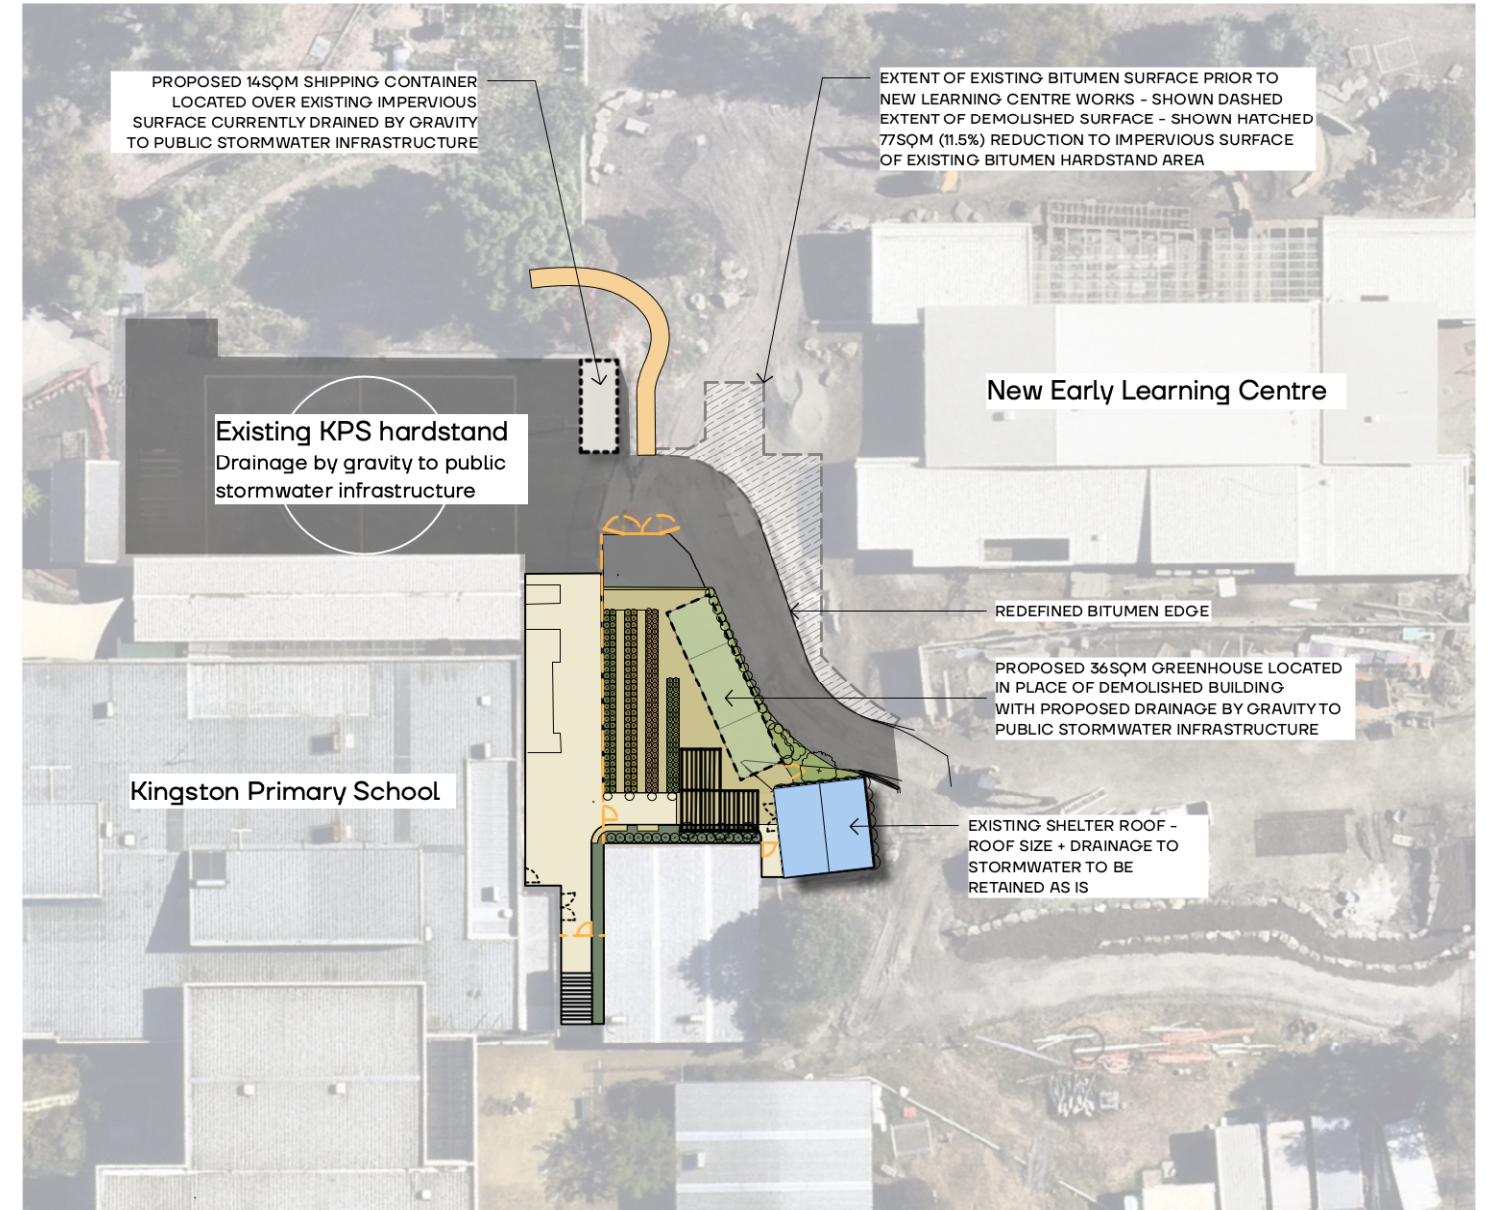 PROPOSED 14SQM SHIPPING CONTAINER
LOCATED OVER EXISTING IMPERVIOUS
SURFACE CURRENTLY DRAINED BY GRAVITY
TO PUBLIC STORMWATER INFRASTRUCTURE
EXTENT OF EXISTING BITUMEN SURFACE PRIOR TO
NEW LEARNING CENTRE WORKS - SHOWN DASHED
EXTENT OF DEMOLISHED SURFACE - SHOWN HATCHED
77SQM (11.5%) REDUCTION TO IMPERVIOUS SURFACE
OF EXISTING BITUMEN HARDSTAND AREA
New Early Learning Centre
Existing KPS hardstand
Drainage by gravity to public
stormwater infrastructure
REDEFINED BITUMEN EDGE
PROPOSED 36SQM GREENHOUSE LOCATED
IN PLACE OF DEMOLISHED BUILDING
WITH PROPOSED DRAINAGE BY GRAVITY TO
PUBLIC STORMWATER INFRASTRUCTURE
Kingston Primary School
EXISTING SHELTER ROOF -
ROOF SIZE + DRAINAGE TO
STORMWATER TO BE
RETAINED AS IS